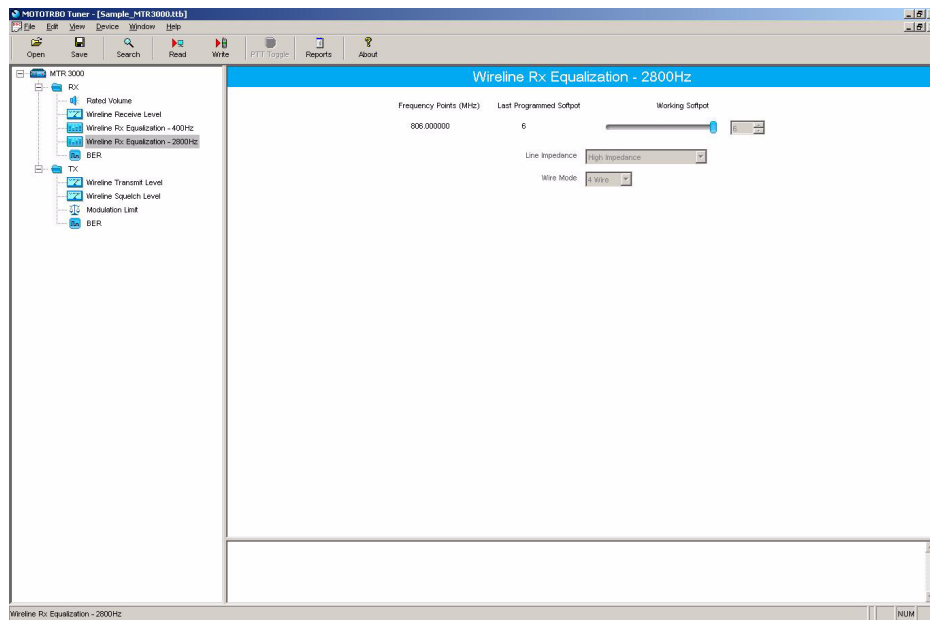 MOTOTRBO Tuner - [Sample_MTR3000.ttb]
File Edit View Device Window Help
Open Save Search Read Write PTT Toggle Reports About
MTR 3000
RX
Rated Volume
Wireline Receive Level
Wireline Rx Equalization - 400Hz
Wireline Rx Equalization - 2800Hz
BER
TX
Wireline Transmit Level
Wireline Squelch Level
Modulation Limit
BER
Wireline Rx Equalization - 2800Hz
Frequency Points (MHz) Last Programmed Softpot Working Softpot
806.000000 6 6
Line Impedance High Impedance
Wire Mode 4 Wire
Wireline Rx Equalization - 2800Hz NUM